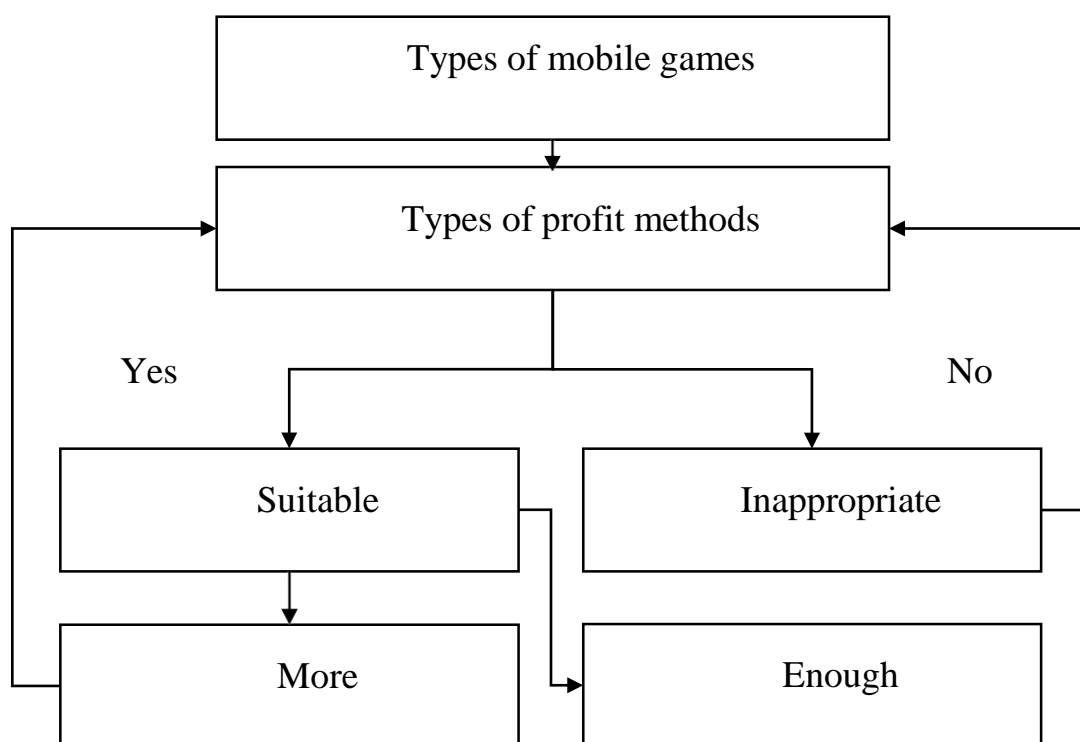 Types of mobile games
Types of profit methods
Yes
No
Suitable
Inappropriate
More
Enough